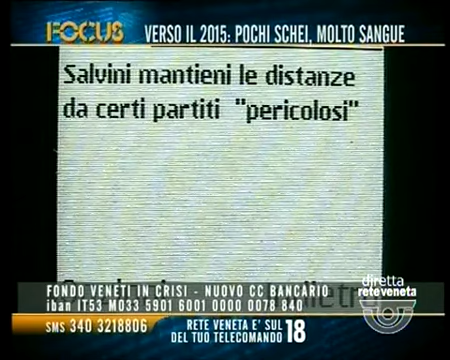 FOCUS
VERSO IL 2015: POCHI SCHEI, MOLTO SANGUE
Salvini mantieni le distanze
da certi partiti "pericolosi"
FONDO VENETI IN CRISI - NUOVO CC BANCARIO
iban IT53 M033 5901 6001 0000 0078 840
diretta
reteveneta
SMS 340 3218806
RETE VENETA E' SUL
DEL TUO TELECOMANDO 18